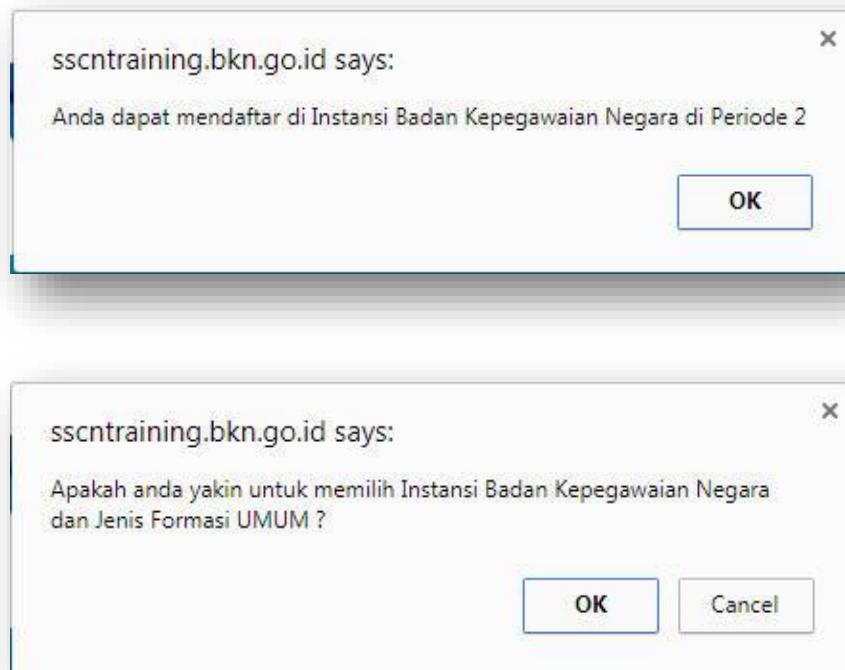 sscntraining.bkn.go.id says:
Anda dapat mendaftar di Instansi Badan Kepegawaian Negara di Periode 2
OK
sscntraining.bkn.go.id says:
Apakah anda yakin untuk memilih Instansi Badan Kepegawaian Negara
dan Jenis Formasi UMUM ?
OK Cancel